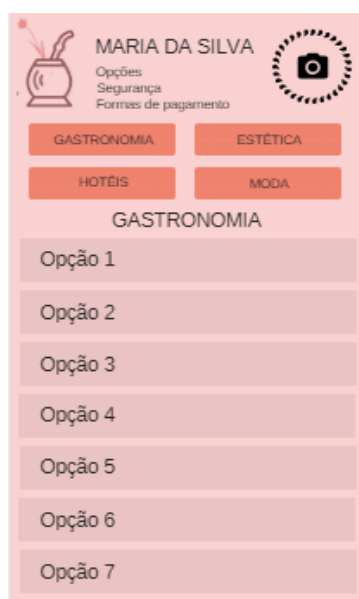 MARIA DA SILVA
Opções
Segurança
Formas de pagamento
GASTRONOMIA ESTÉTICA
HOTÉIS MODA
GASTRONOMIA
Opção 1
Opção 2
Opção 3
Opção 4
Opção 5
Opção 6
Opção 7